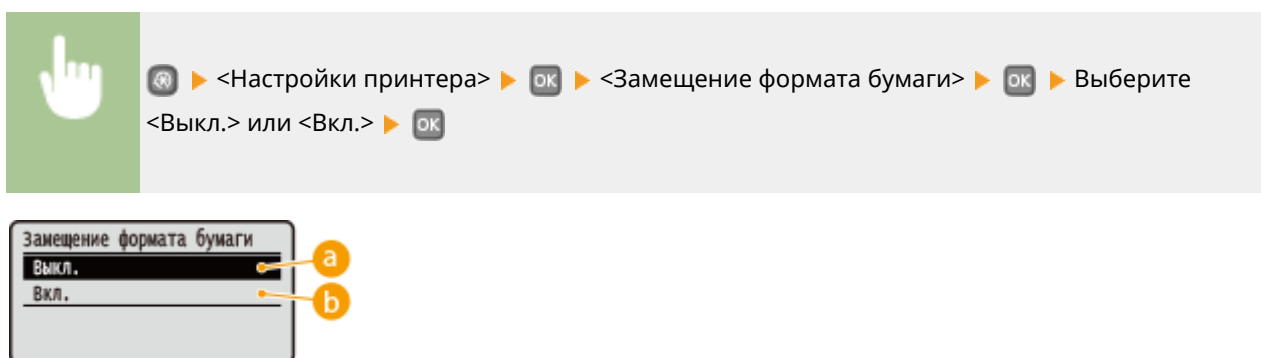 <Настройки принтера> OK <Замещение формата бумаги> OK Выберите
<Выкл.> или <Вкл.> OK
Замещение формата бумаги
Выкл.
a
Вкл.
b